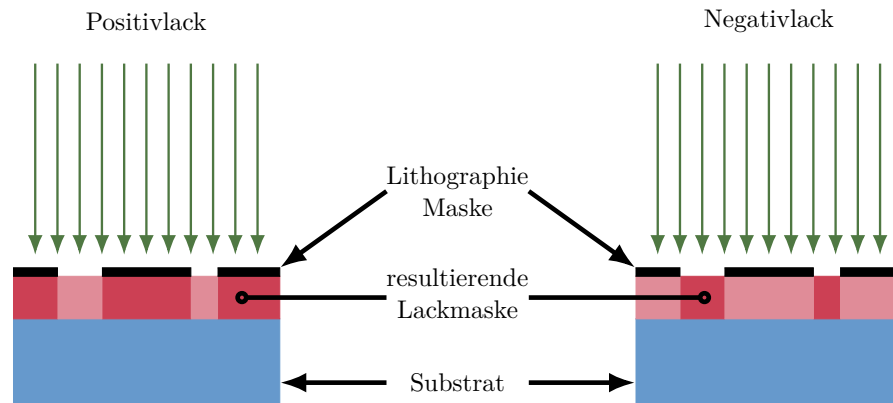 Positivlack
Negativlack
Lithographie
Maske
resultierende
Lackmaske
Substrat